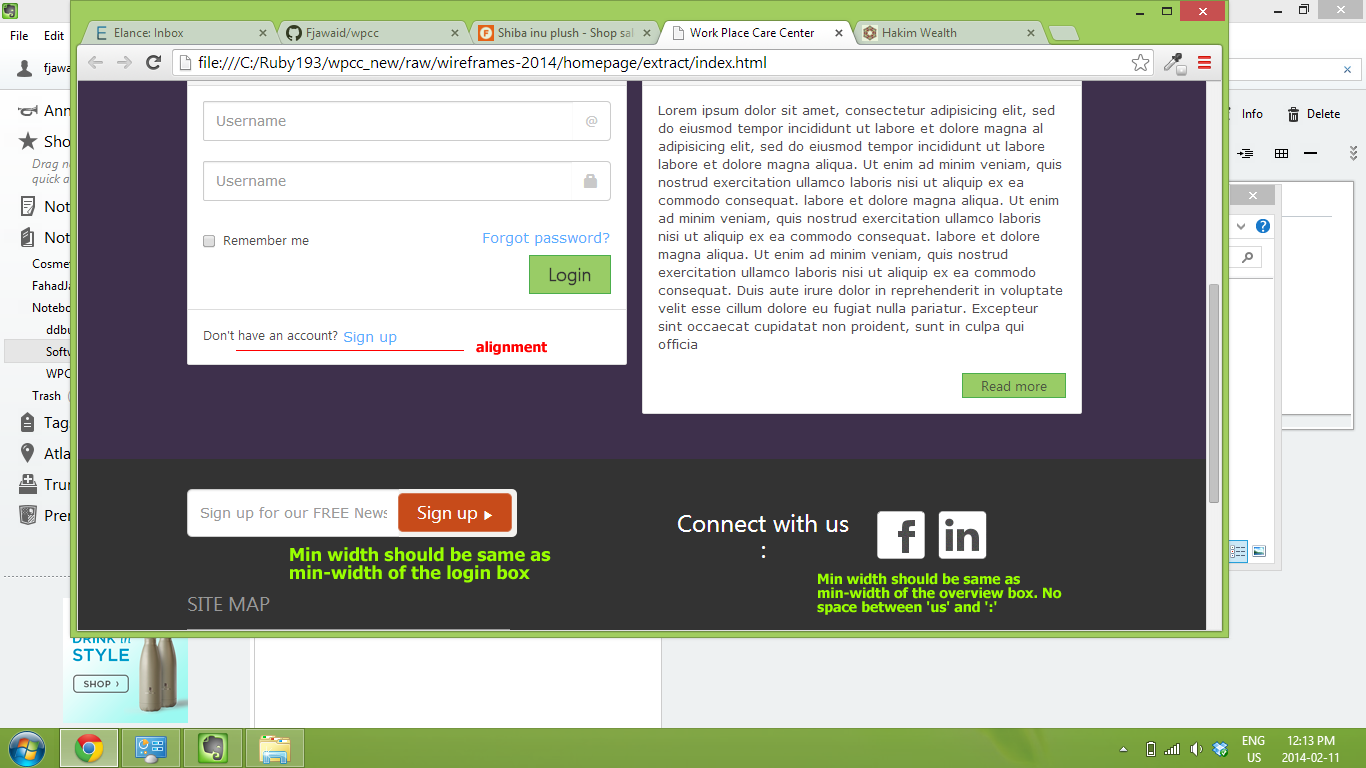 Elance: Inbox
Fjawaid/wpcc
Shiba inu plush - Shop sal
Work Place Care Center
Hakim Wealth
File Edit
file:///C:/Ruby193/wpcc_new/raw/wireframes-2014/homepage/extract/index.html
fjawa
Info
Delete
Ann
Sho
Drag n
quick a
Not
Not
Cosmet
FahadJa
Notebo
ddbu
Softw
WPC
Trash
Tag
Atla
Trun
Pren
Username
@
Username
Remember me
Forgot password?
Login
Don't have an account? Sign up
alignment
Lorem ipsum dolor sit amet, consectetur adipisicing elit, sed
do eiusmod tempor incididunt ut labore et dolore magna al
adipisicing elit, sed do eiusmod tempor incididunt ut labore
labore et dolore magna aliqua. Ut enim ad minim veniam, quis
nostrud exercitation ullamco laboris nisi ut aliquip ex ea
commodo consequat. labore et dolore magna aliqua. Ut enim
ad minim veniam, quis nostrud exercitation ullamco laboris
nisi ut aliquip ex ea commodo consequat. labore et dolore
magna aliqua. Ut enim ad minim veniam, quis nostrud
exercitation ullamco laboris nisi ut aliquip ex ea commodo
consequat. Duis aute irure dolor in reprehenderit in voluptate
velit esse cillum dolore eu fugiat nulla pariatur. Excepteur
sint occaecat cupidatat non proident, sunt in culpa qui
officia
Read more
Sign up for our FREE News
Sign up
Min width should be same as
min-width of the login box
Connect with us
:
f in
Min width should be same as
min-width of the overview box. No
space between 'us' and ':'
SITE MAP
DRINK in
STYLE
SHOP ›
ENG
US
12:13 PM
2014-02-11